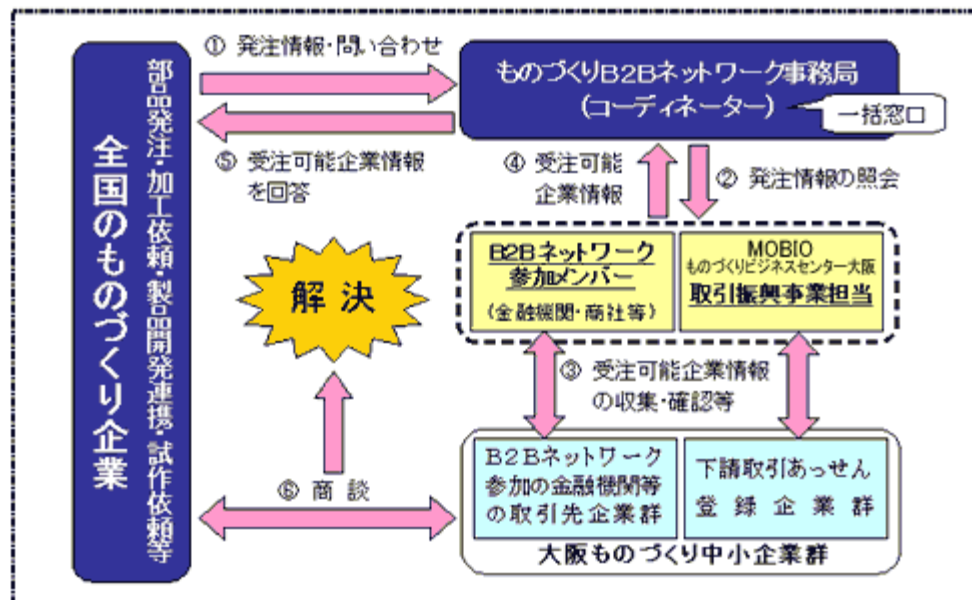 全国のものづくり企業
部品発注・加工依頼・製品開発連携・試作依頼等
① 発注情報・問い合わせ
ものづくりB2Bネットワーク事務局
(コーディネーター)
一括窓口
⑤ 受注可能企業情報
を回答
④ 受注可能
企業情報
② 発注情報の照会
B2Bネットワーク
参加メンバー
(金融機関・商社等)
MOBIO
ものづくりビジネスセンター大阪
取引振興事業担当
解決
③ 受注可能企業情報
の収集・確認等
B2Bネットワーク
参加の金融機関等
の取引先企業群
下請取引あっせん
登録企業群
大阪ものづくり中小企業群
⑥ 商談